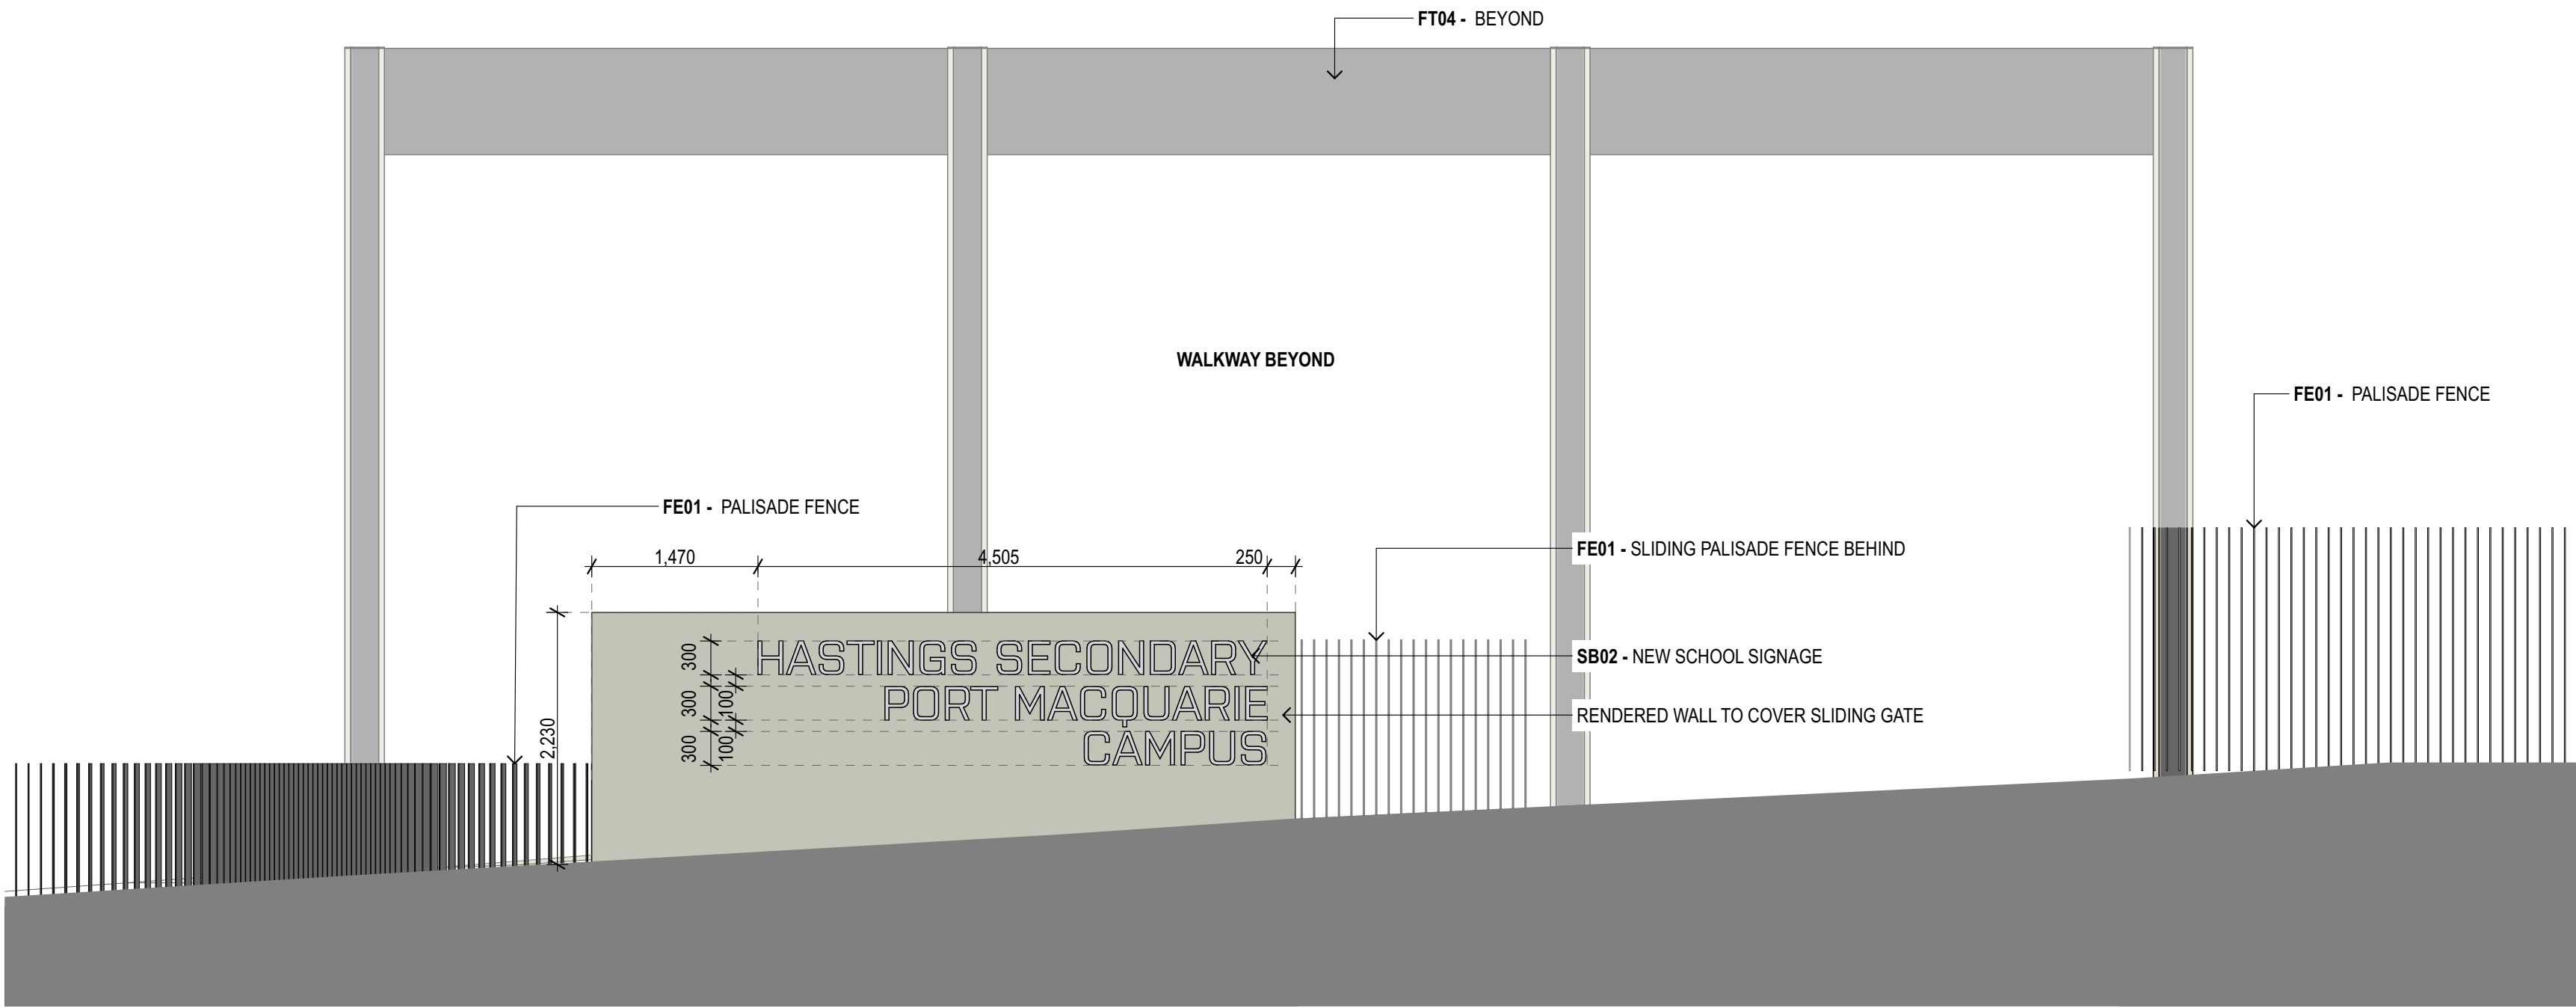 FT04 - BEYOND
WALKWAY BEYOND
FE01 - PALISADE FENCE
FE01 - PALISADE FENCE
1,470
4,505
250
FE01 - SLIDING PALISADE FENCE BEHIND
300
HASTINGS SECONDARY
SB02 - NEW SCHOOL SIGNAGE
300
100
PORT MACQUARIE
RENDERED WALL TO COVER SLIDING GATE
2,230
300
100
CAMPUS